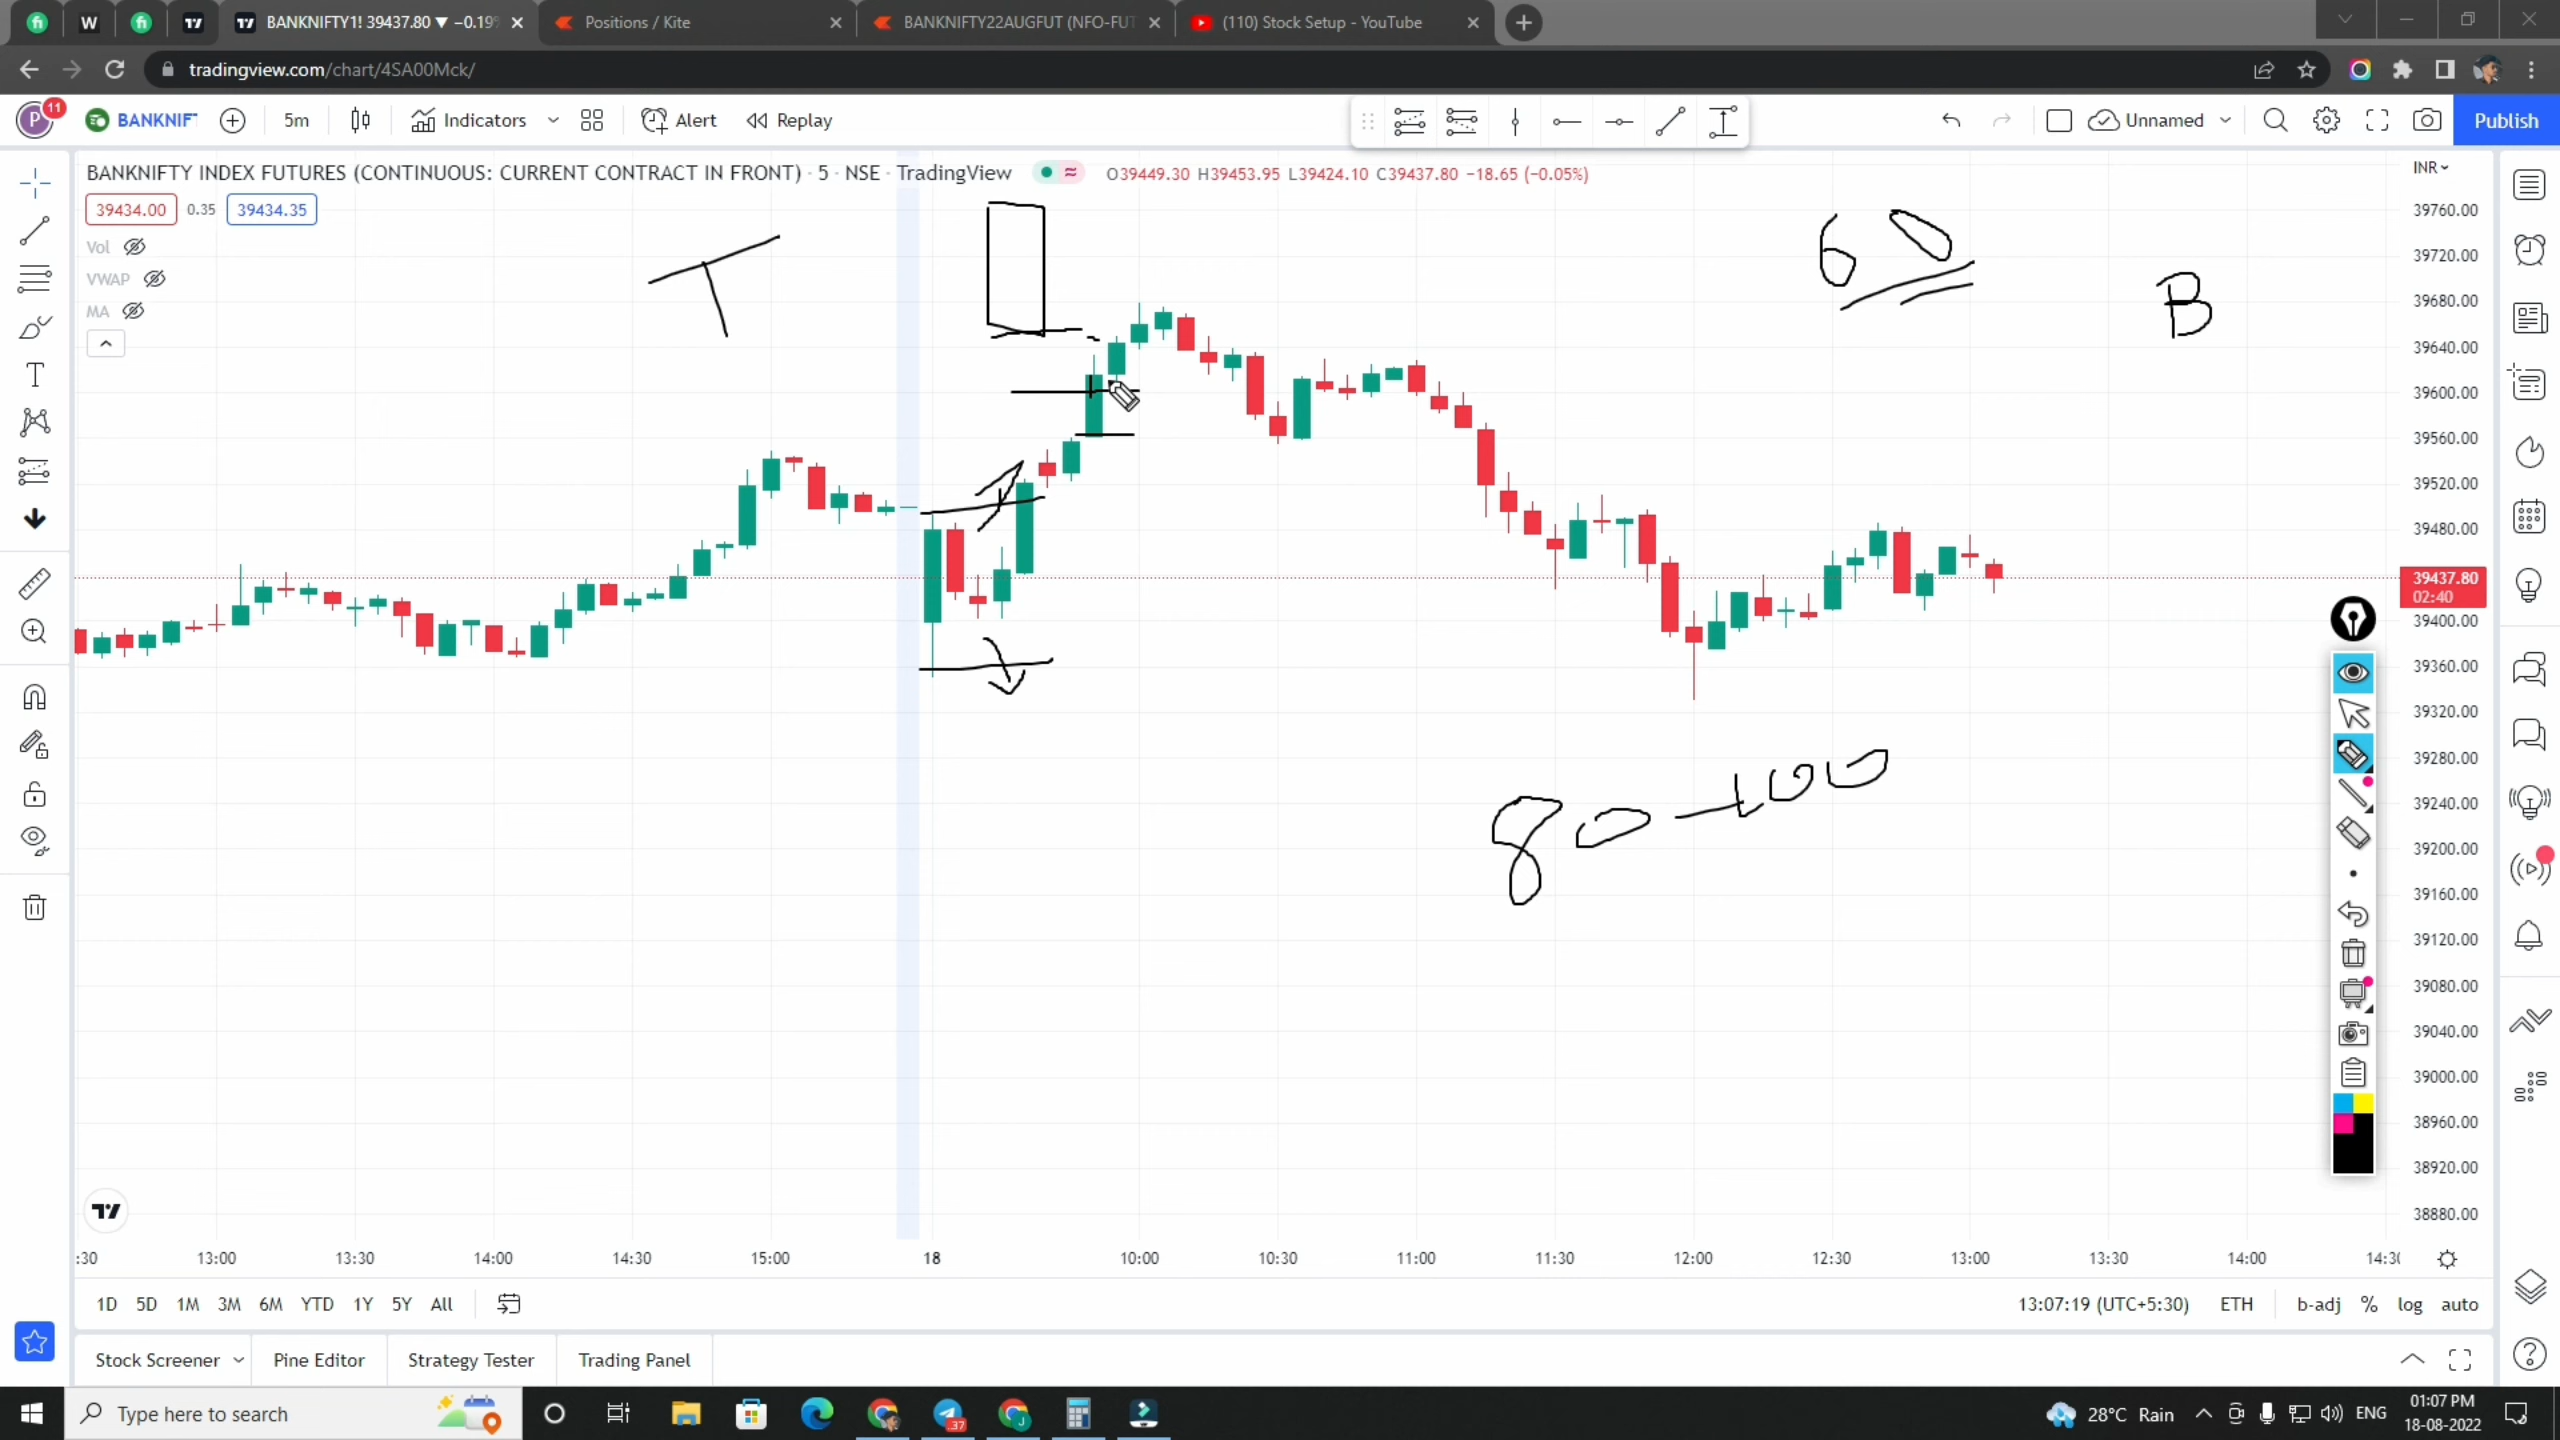 BANKNIFTY1! 39437.80 ▼ −0.19%
Positions / Kite
BANKNIFTY22AUGFUT (NFO-FUT
(110) Stock Setup - YouTube
tradingview.com/chart/4SA00Mck/
P 11
BANKNIF
5m
Indicators
Alert
Replay
Unnamed
Publish
BANKNIFTY INDEX FUTURES (CONTINUOUS: CURRENT CONTRACT IN FRONT) · 5 · NSE · TradingView
O39449.30 H39453.95 L39424.10 C39437.80 −18.65 (−0.05%)
INR
39434.00 0.35 39434.35
Vol
VWAP
MA
T
60
B
80-100
39760.00
39720.00
39680.00
39640.00
39600.00
39560.00
39520.00
39480.00
39437.80
02:40
39400.00
39360.00
39320.00
39280.00
39240.00
39200.00
39160.00
39120.00
39080.00
39040.00
39000.00
38960.00
38920.00
38880.00
:30 13:00 13:30 14:00 14:30 15:00 18 10:00 10:30 11:00 11:30 12:00 12:30 13:00 13:30 14:00 14:30
1D 5D 1M 3M 6M YTD 1Y 5Y All
13:07:19 (UTC+5:30) ETH b-adj % log auto
Stock Screener Pine Editor Strategy Tester Trading Panel
Type here to search
37
28°C Rain
ENG
01:07 PM
18-08-2022